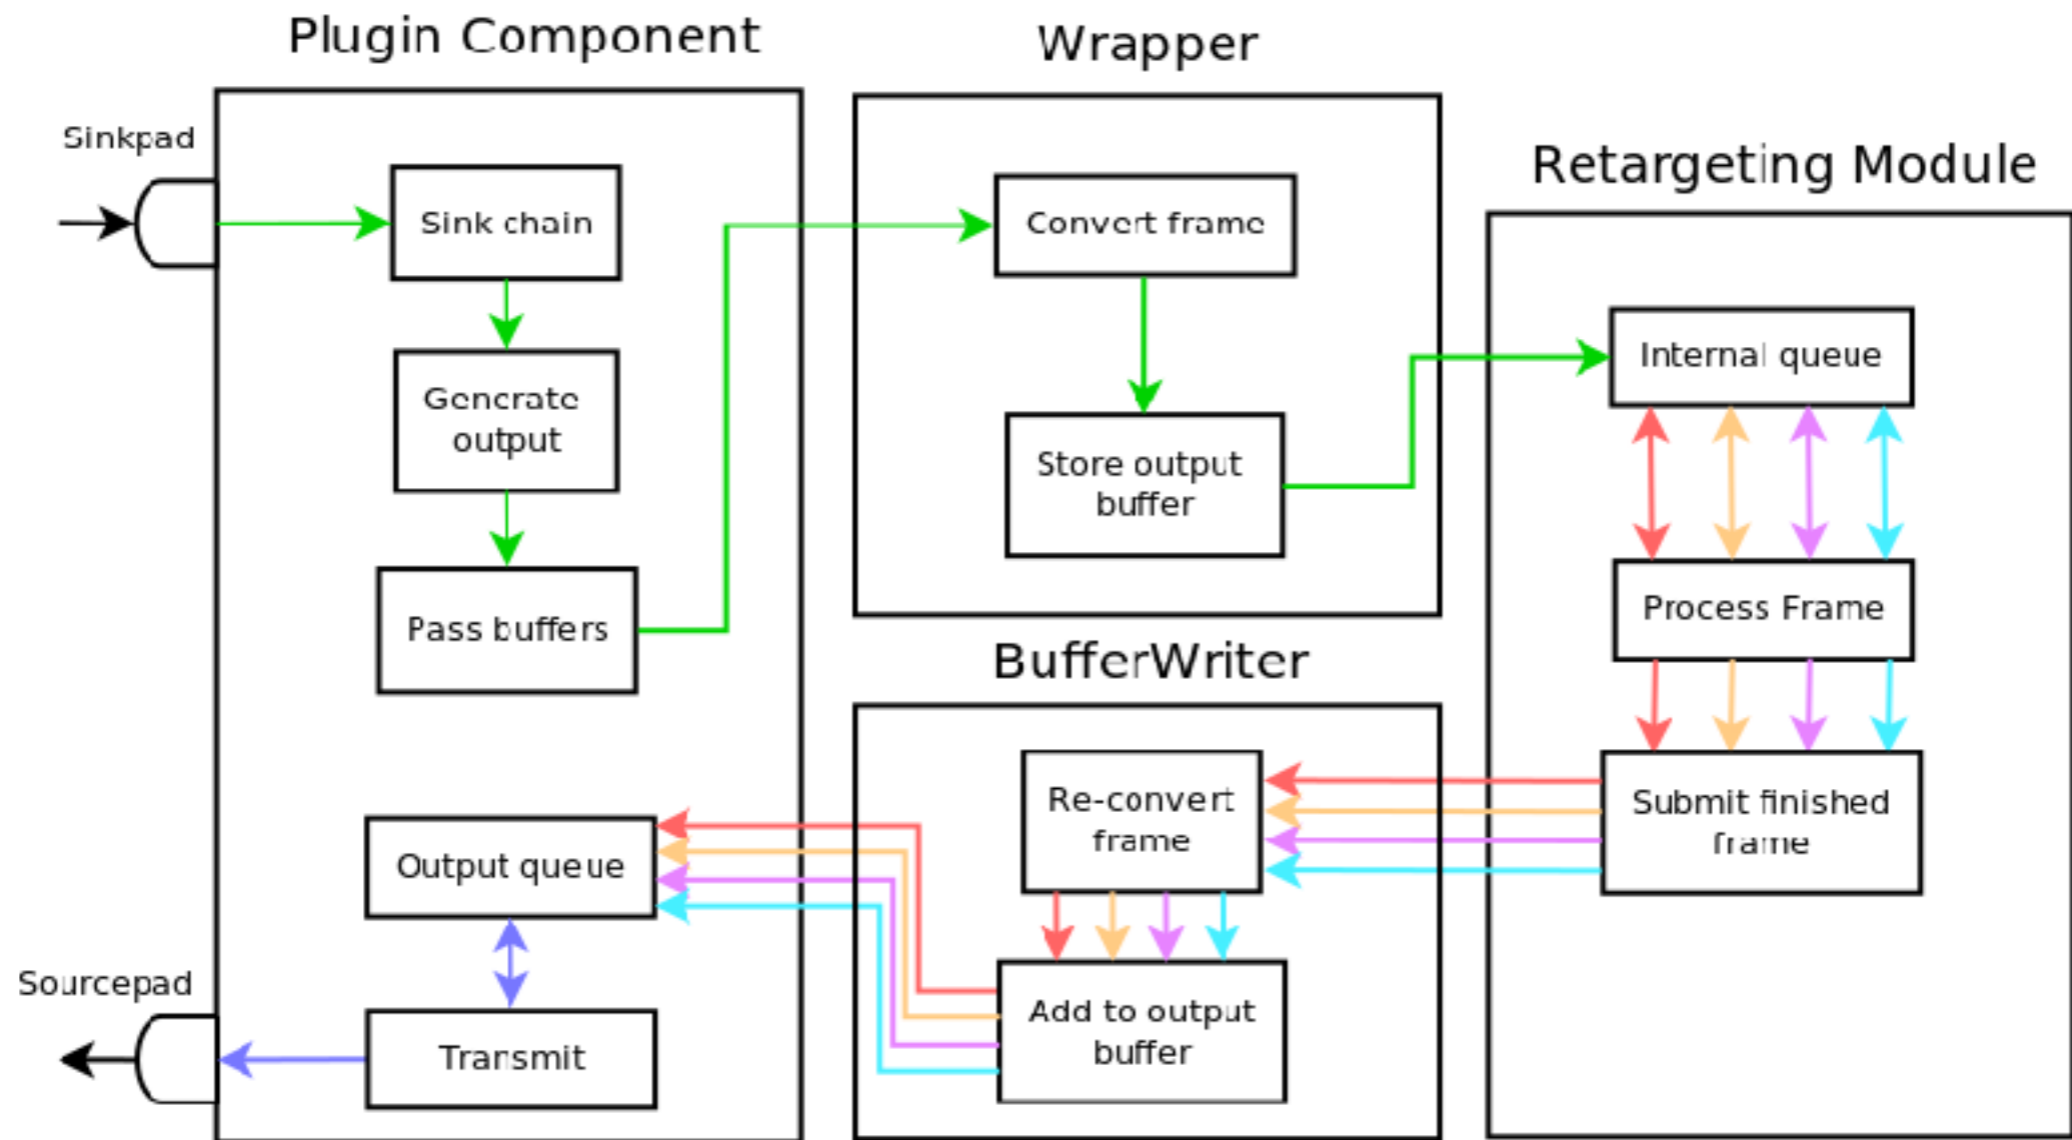 Plugin Component
Sinkpad
Sink chain
Generate
output
Pass buffers
Output queue
Sourcepad
Transmit
Wrapper
Convert frame
Store output
buffer
BufferWriter
Re-convert
frame
Add to output
buffer
Retargeting Module
Internal queue
Process Frame
Submit finished
frame